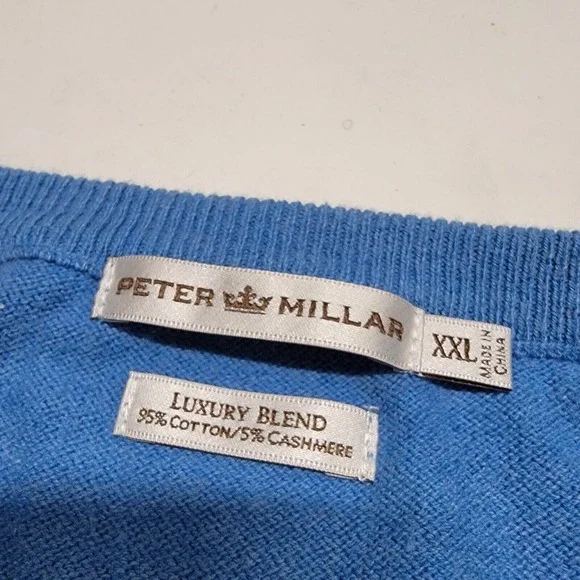 PETER MILLAR
XXL
MADE IN
CHINA
LUXURY BLEND
95% COTTON/5% CASHMERE